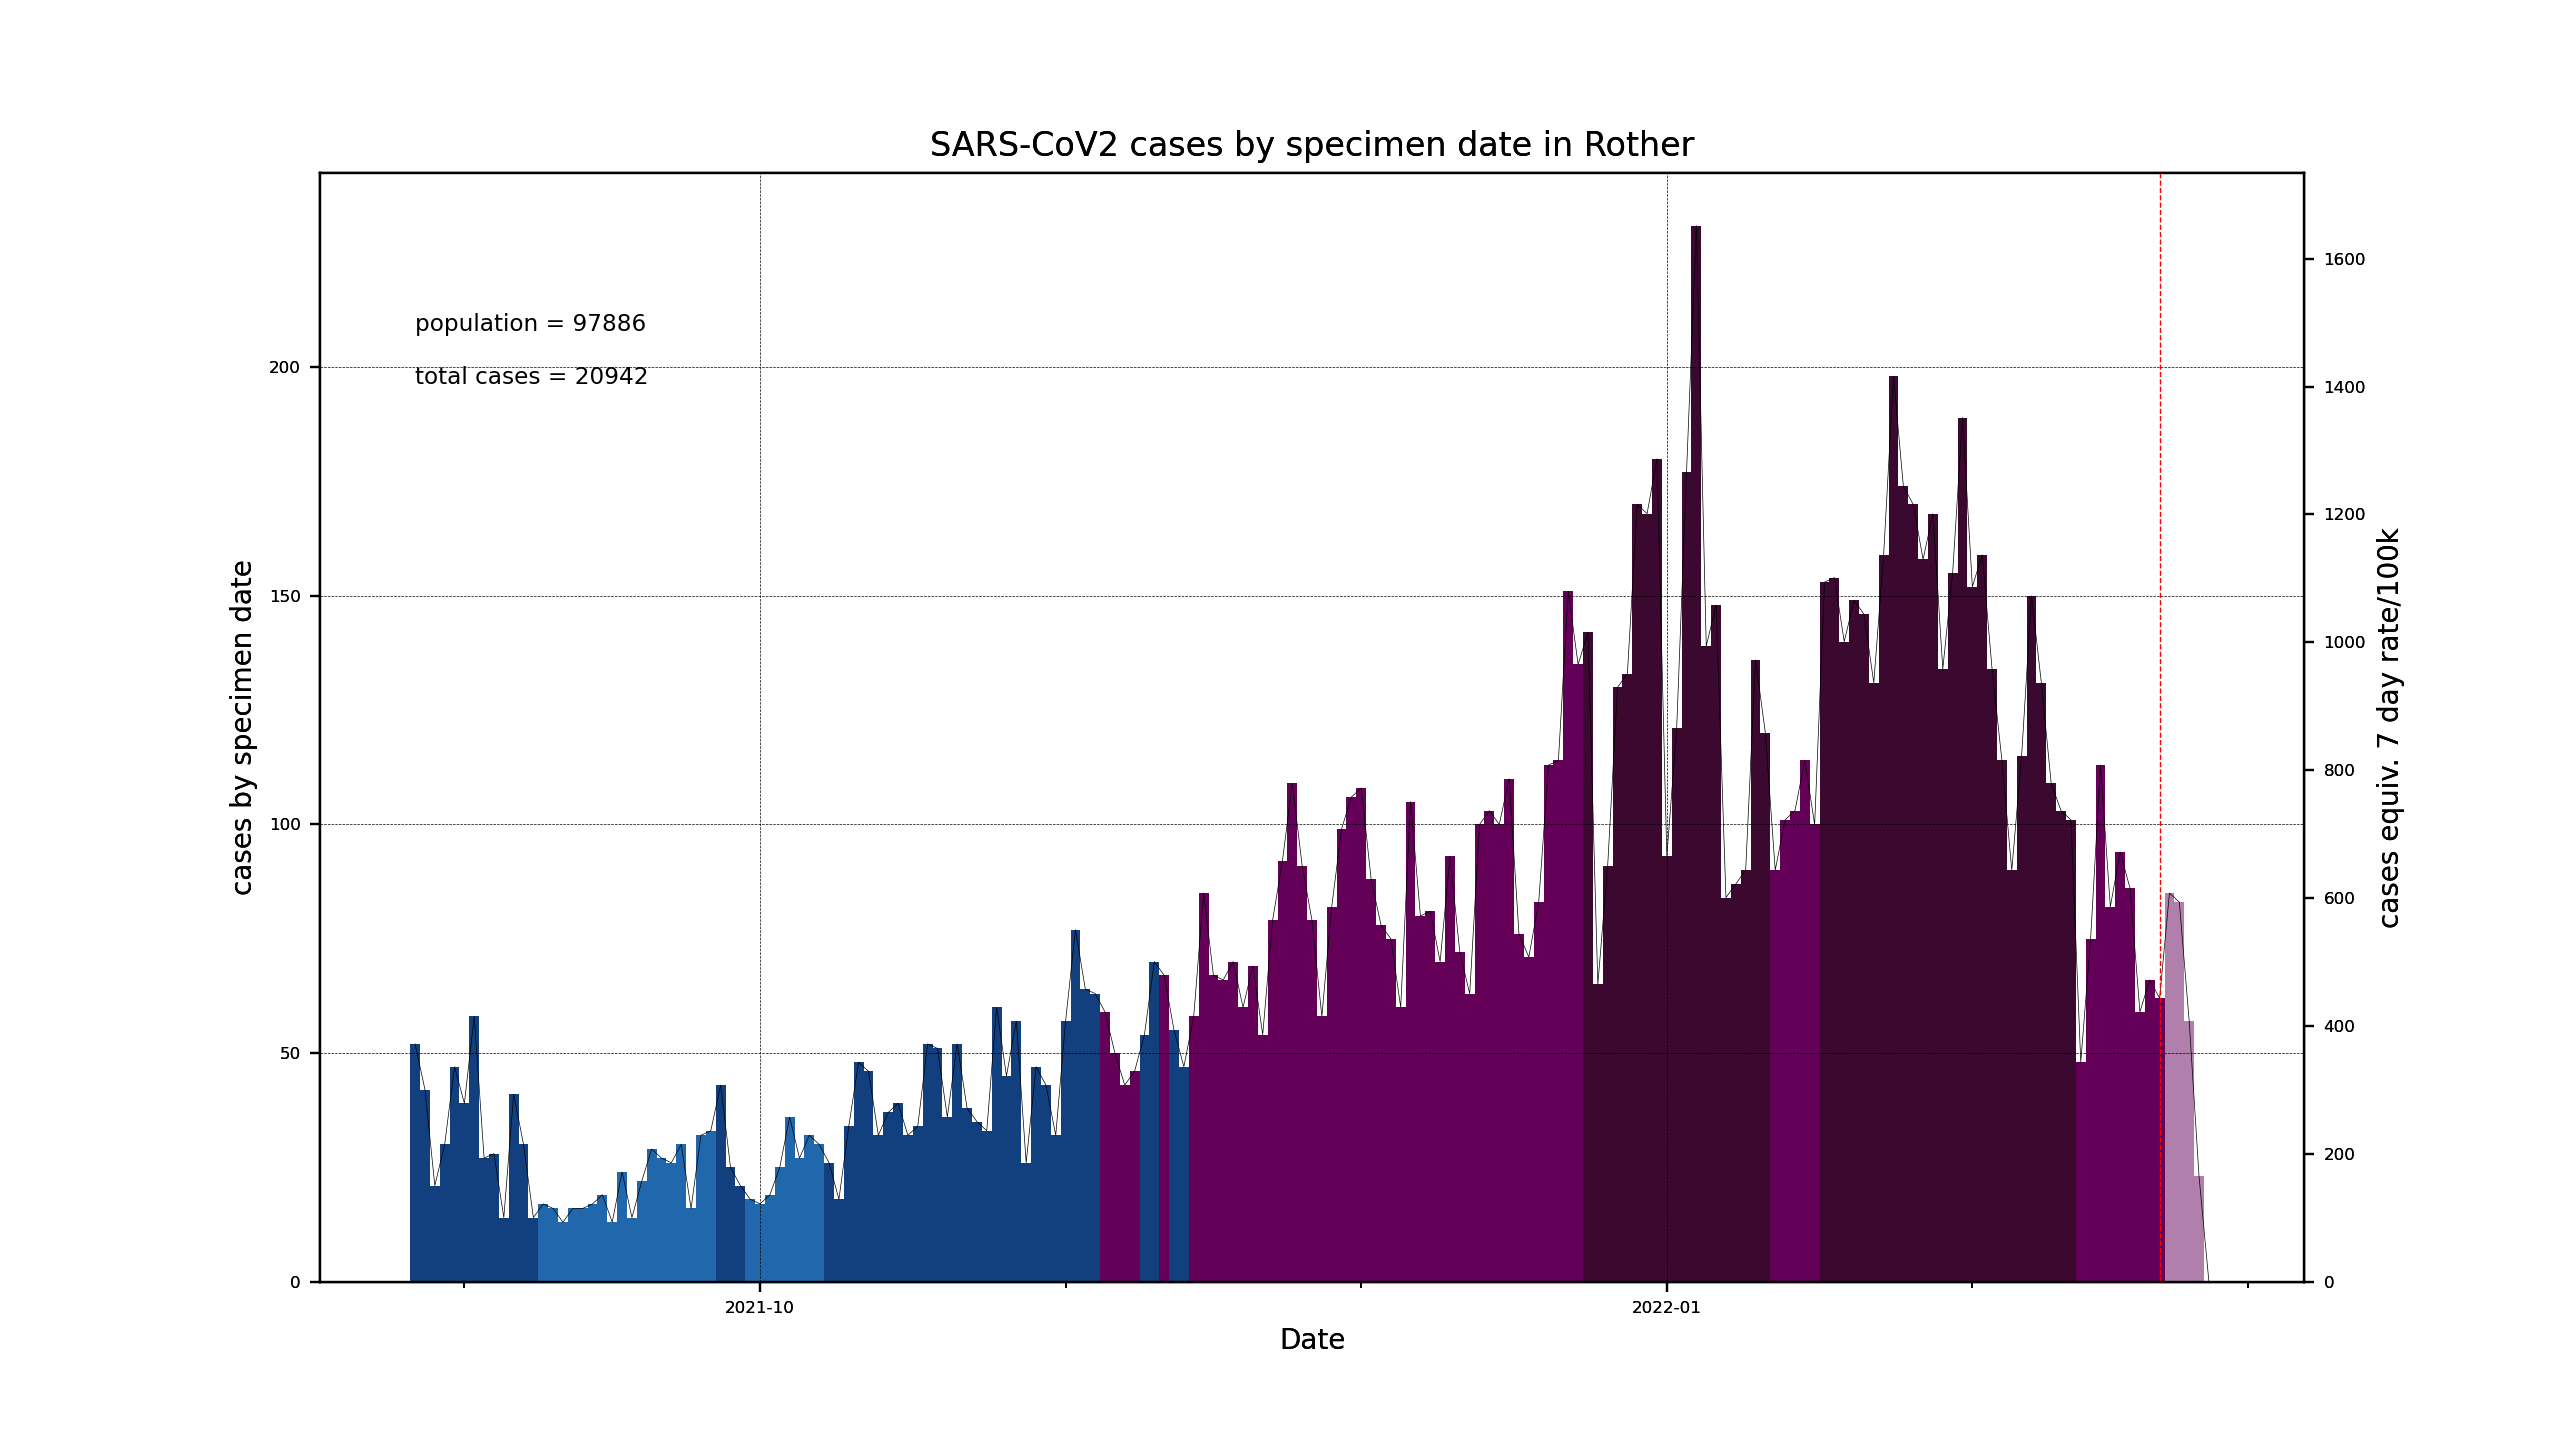 SARS-CoV2 cases by specimen date in Rother
population = 97886
total cases = 20942
cases by specimen date
200
150
100
50
0
1600
1400
1200
1000
800
600
400
200
0
cases equiv. 7 day rate/100k
2021-10
2022-01
Date